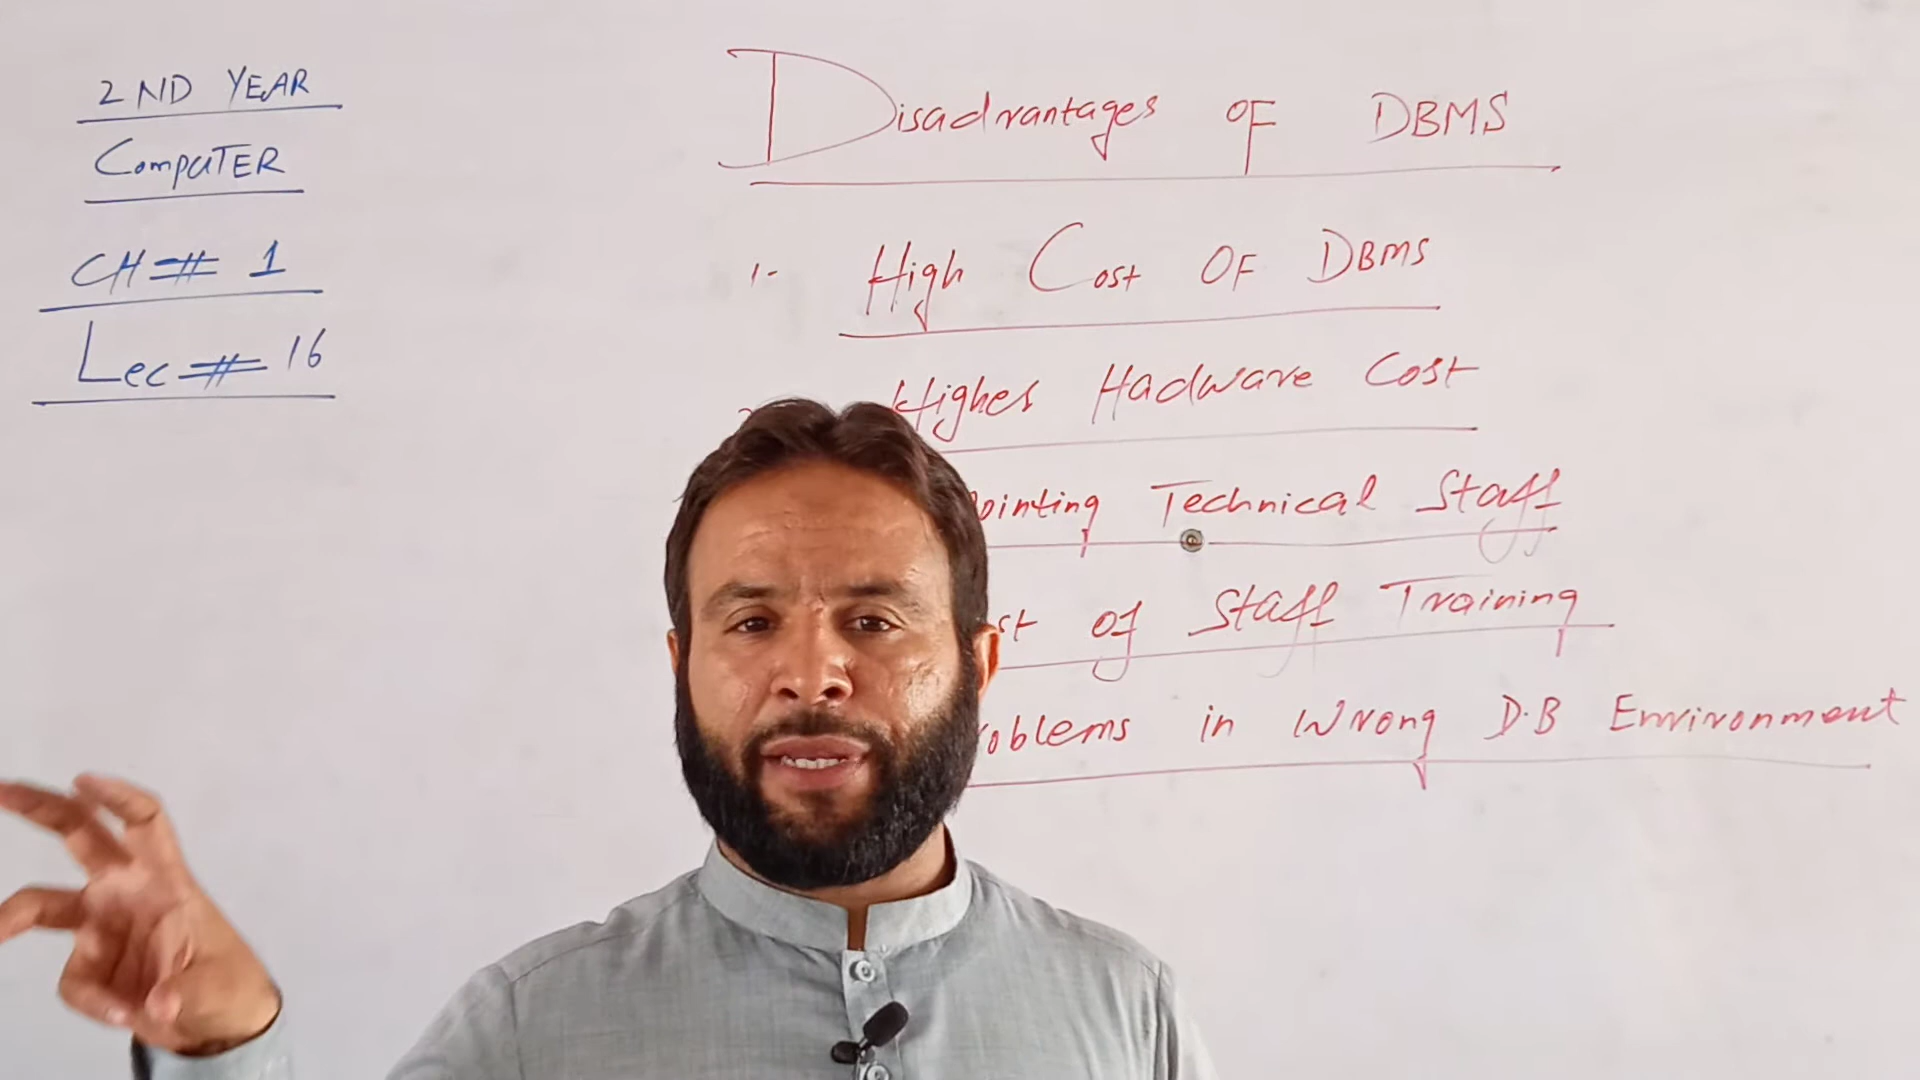 2ND YEAR
COMPUTER
CH# 1
Lec# 16
Disadvantages OF DBMS
1- High Cost OF DBMS
Higher Hadware Cost
ointing Technical Staff
st of Staff Training
oblems in Wrong D.B Environment